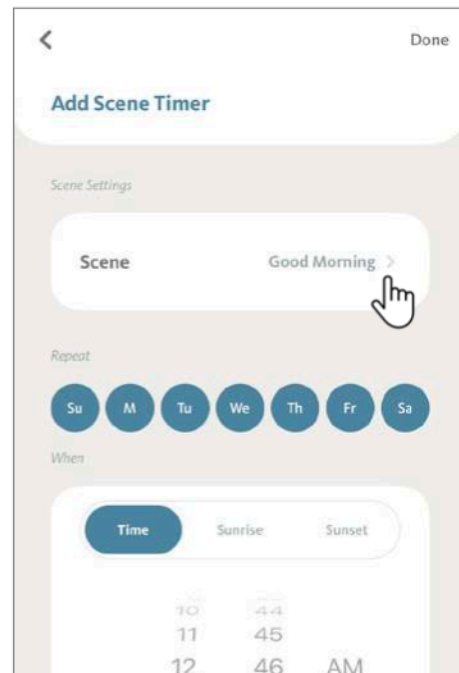 Done
Add Scene Timer
Scene Settings
Scene Good Morning
Repeat
Su M Tu We Th Fr Sa
When
Time Sunrise Sunset
10 44
11 45
12 46 AM